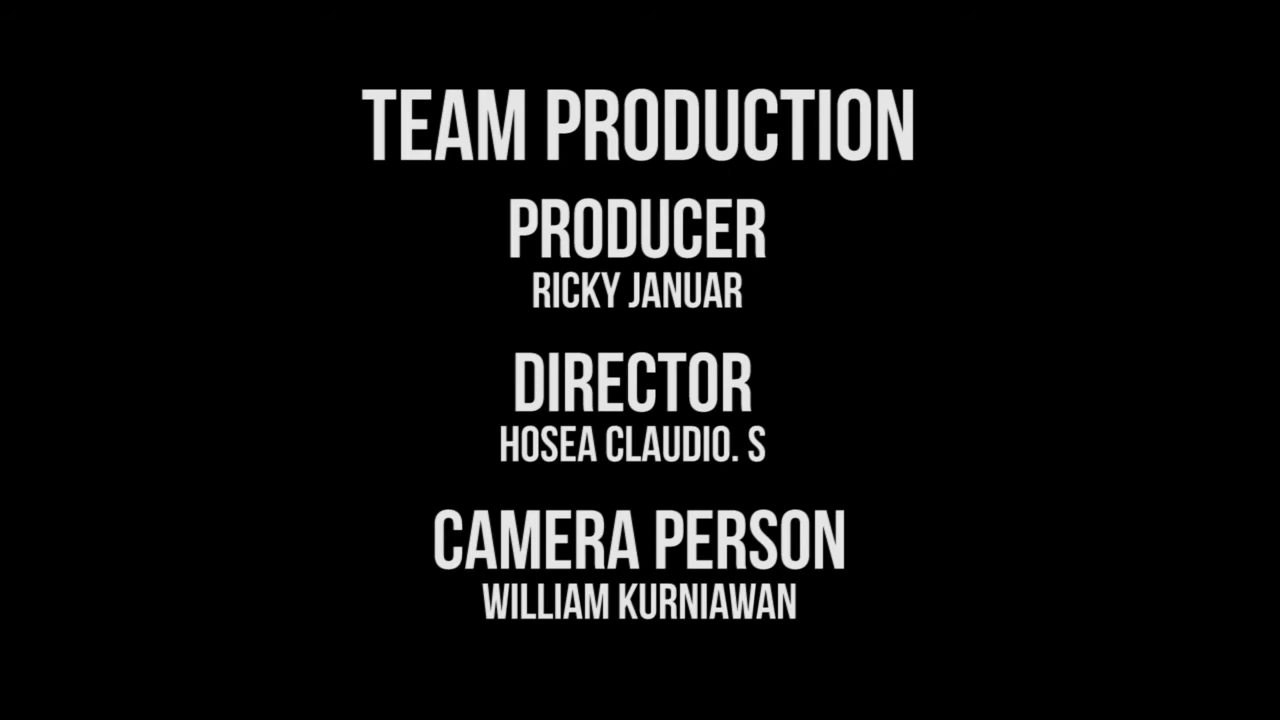 TEAM PRODUCTION
PRODUCER
RICKY JANUAR
DIRECTOR
HOSEA CLAUDIO. S
CAMERA PERSON
WILLIAM KURNIAWAN